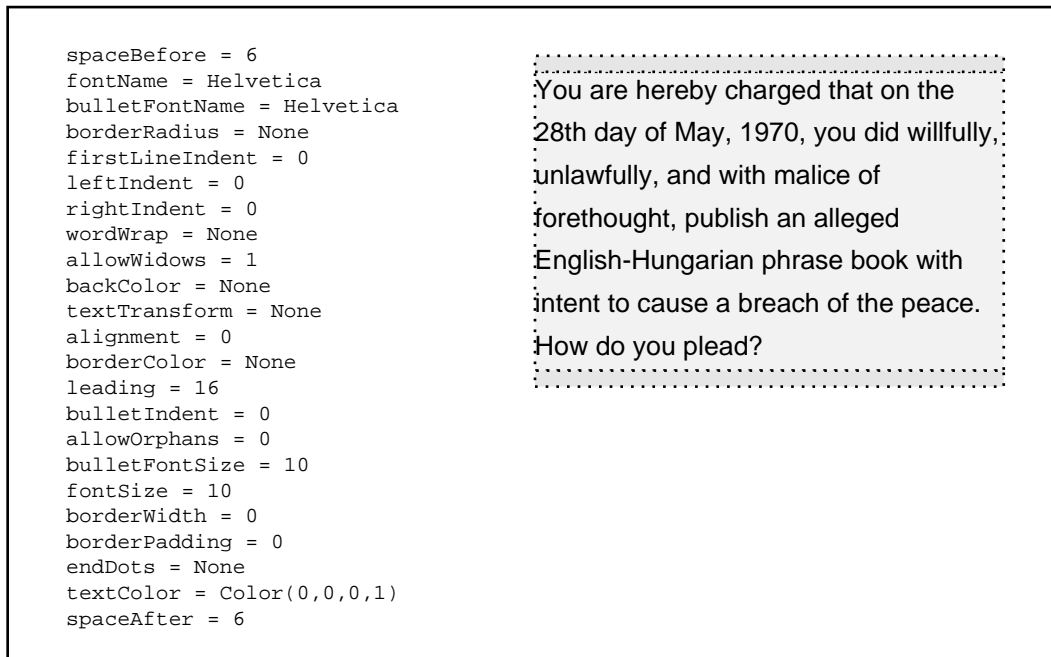 spaceBefore = 6
fontName = Helvetica
bulletFontName = Helvetica
borderRadius = None
firstLineIndent = 0
leftIndent = 0
rightIndent = 0
wordWrap = None
allowWidows = 1
backColor = None
textTransform = None
alignment = 0
borderColor = None
leading = 16
bulletIndent = 0
allowOrphans = 0
bulletFontSize = 10
fontSize = 10
borderWidth = 0
borderPadding = 0
endDots = None
textColor = Color(0,0,0,1)
spaceAfter = 6
You are hereby charged that on the
28th day of May, 1970, you did willfully,
unlawfully, and with malice of
forethought, publish an alleged
English-Hungarian phrase book with
intent to cause a breach of the peace.
How do you plead?